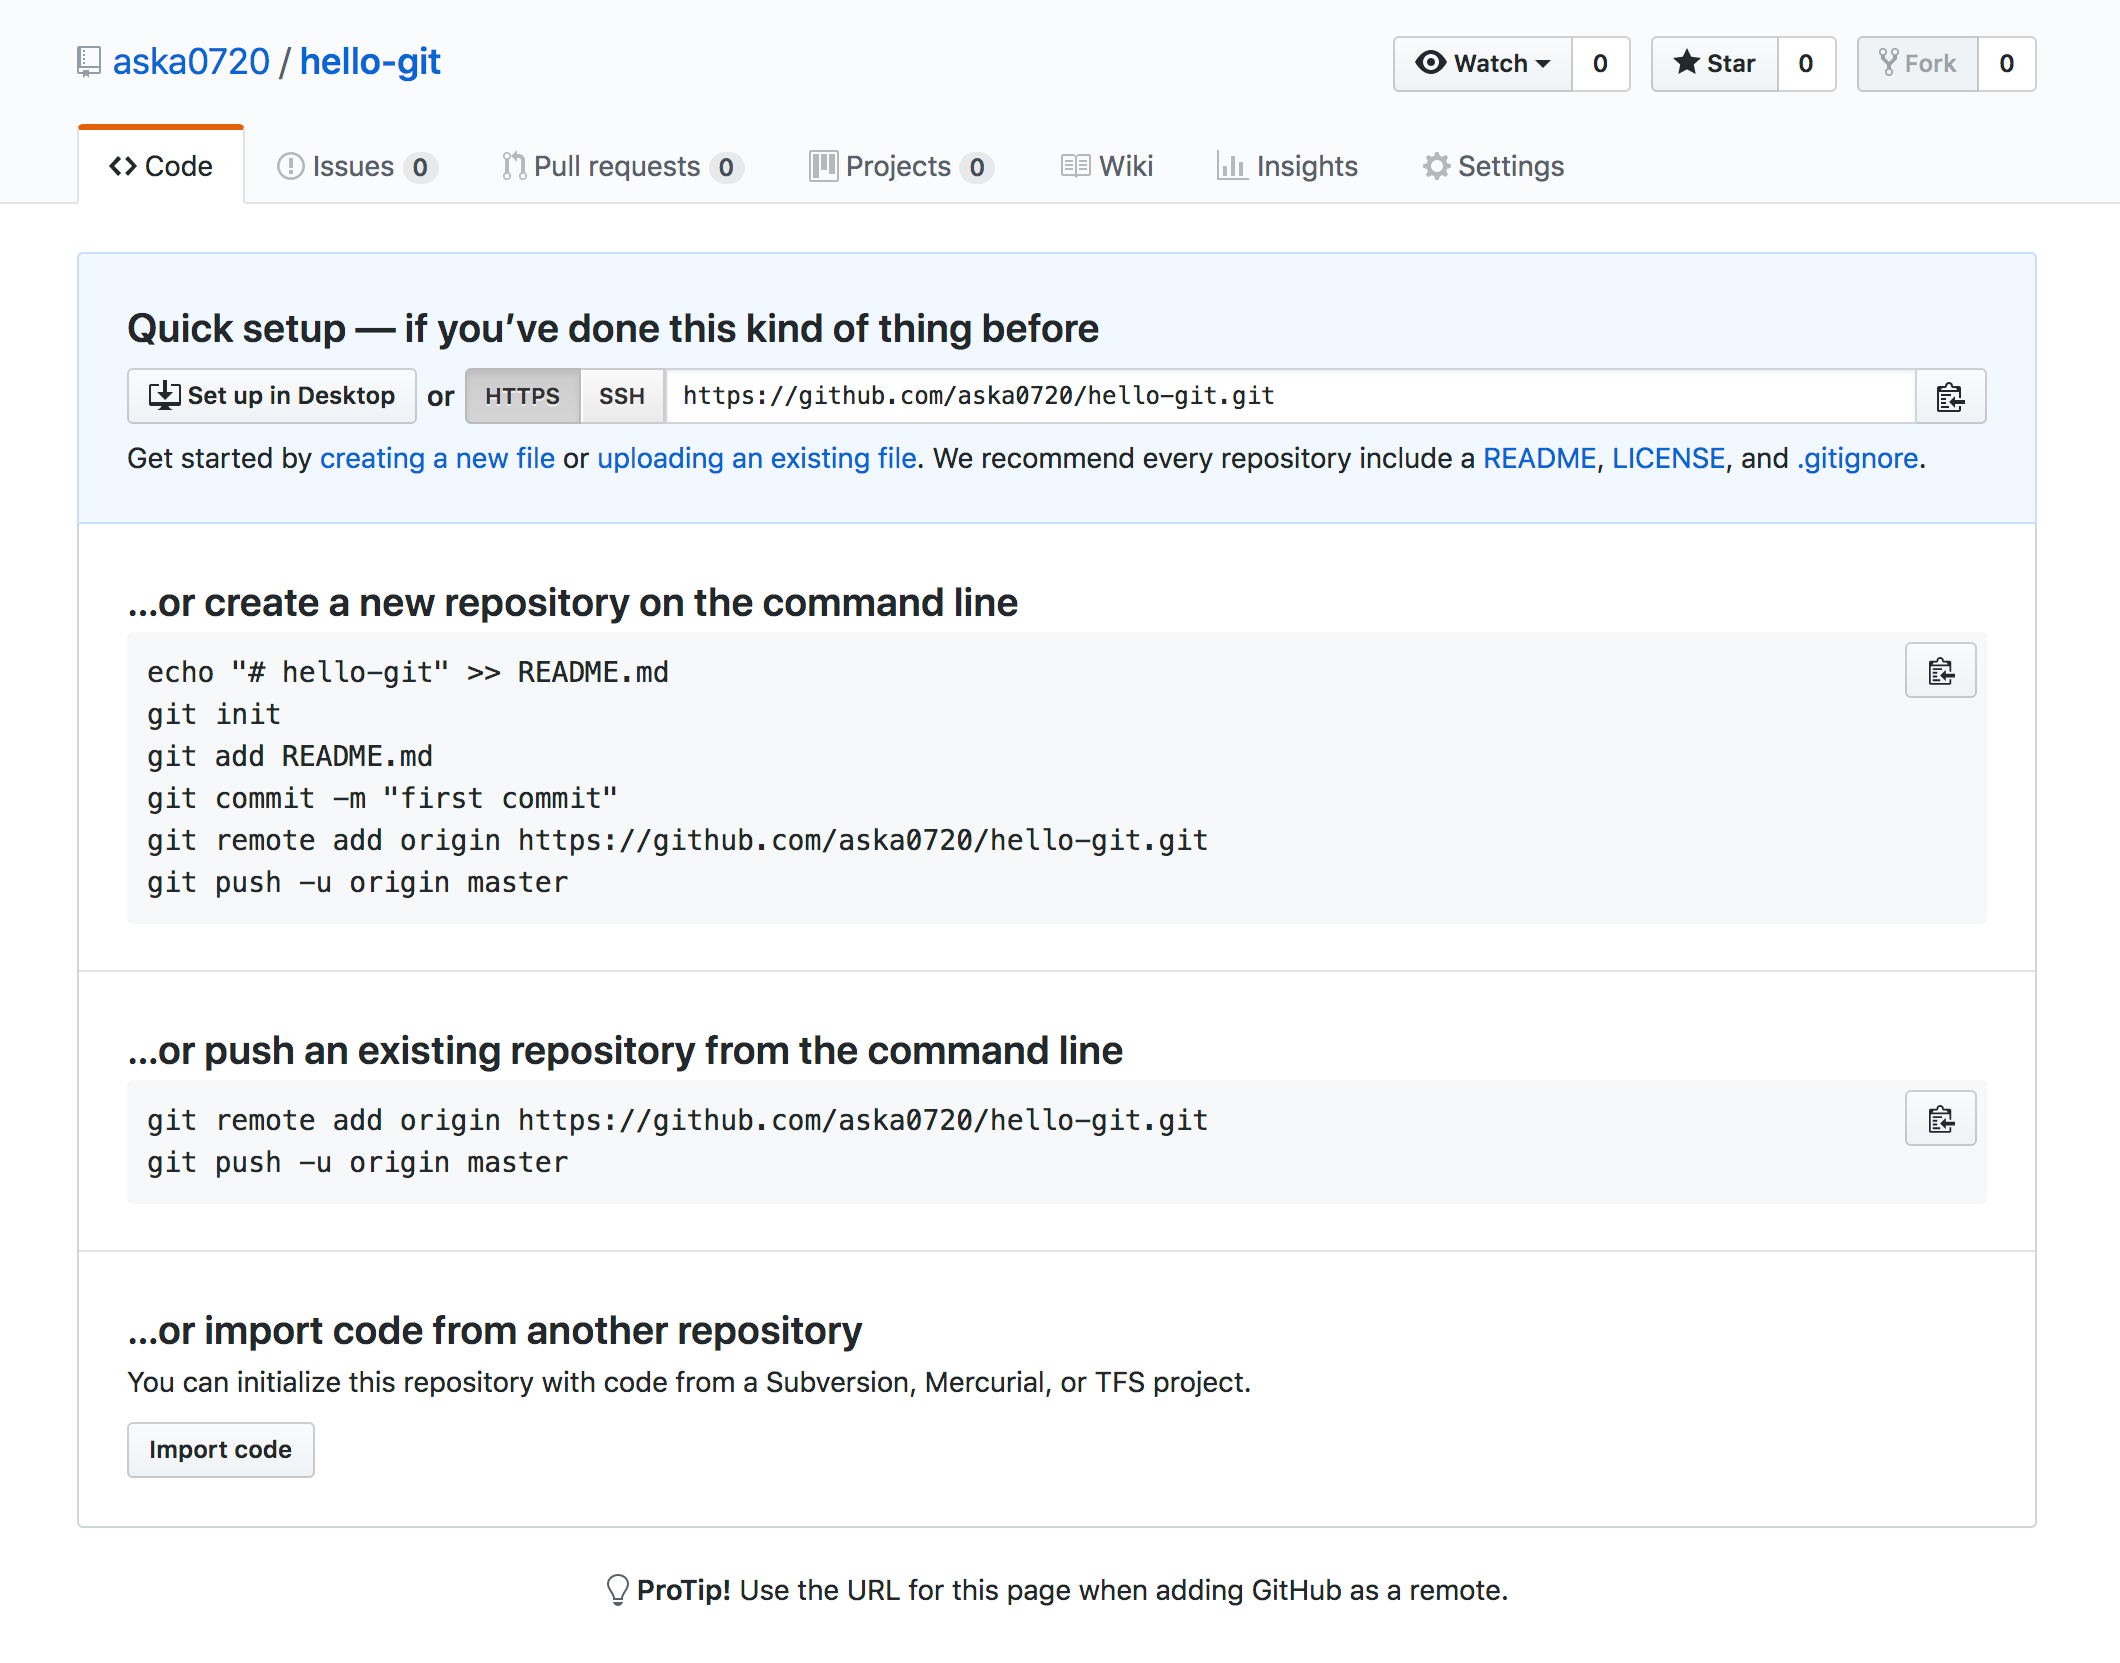 aska0720 / hello-git
Watch 0 Star 0 Fork 0
Code Issues 0 Pull requests 0 Projects 0 Wiki Insights Settings
Quick setup — if you’ve done this kind of thing before
Set up in Desktop or HTTPS SSH https://github.com/aska0720/hello-git.git
Get started by creating a new file or uploading an existing file. We recommend every repository include a README, LICENSE, and .gitignore.
…or create a new repository on the command line
echo "# hello-git" >> README.md
git init
git add README.md
git commit -m "first commit"
git remote add origin https://github.com/aska0720/hello-git.git
git push -u origin master
…or push an existing repository from the command line
git remote add origin https://github.com/aska0720/hello-git.git
git push -u origin master
…or import code from another repository
You can initialize this repository with code from a Subversion, Mercurial, or TFS project.
Import code
ProTip! Use the URL for this page when adding GitHub as a remote.